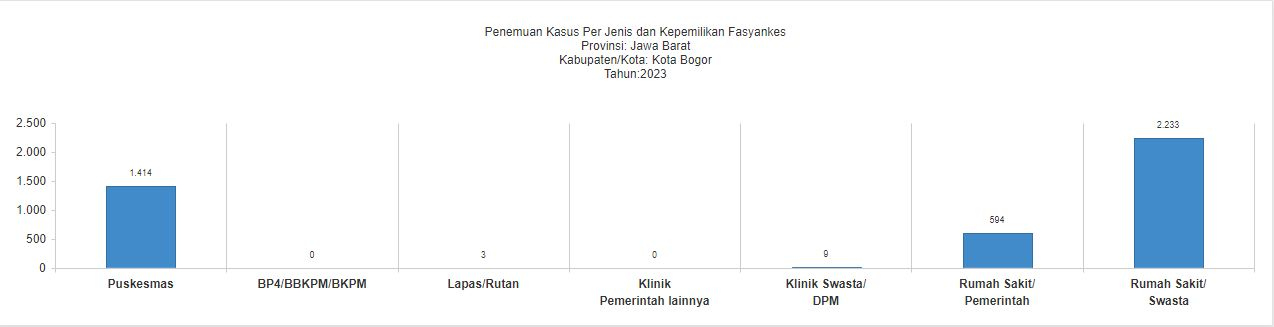 Penemuan Kasus Per Jenis dan Kepemilikan Fasyankes
Provinsi: Jawa Barat
Kabupaten/Kota: Kota Bogor
Tahun:2023
2.500
2.000
1.500
1.000
500
0
1.414
0
3
0
9
594
2.233
Puskesmas
BP4/BBKPM/BKPM
Lapas/Rutan
Klinik
Pemerintah lainnya
Klinik Swasta/
DPM
Rumah Sakit/
Pemerintah
Rumah Sakit/
Swasta